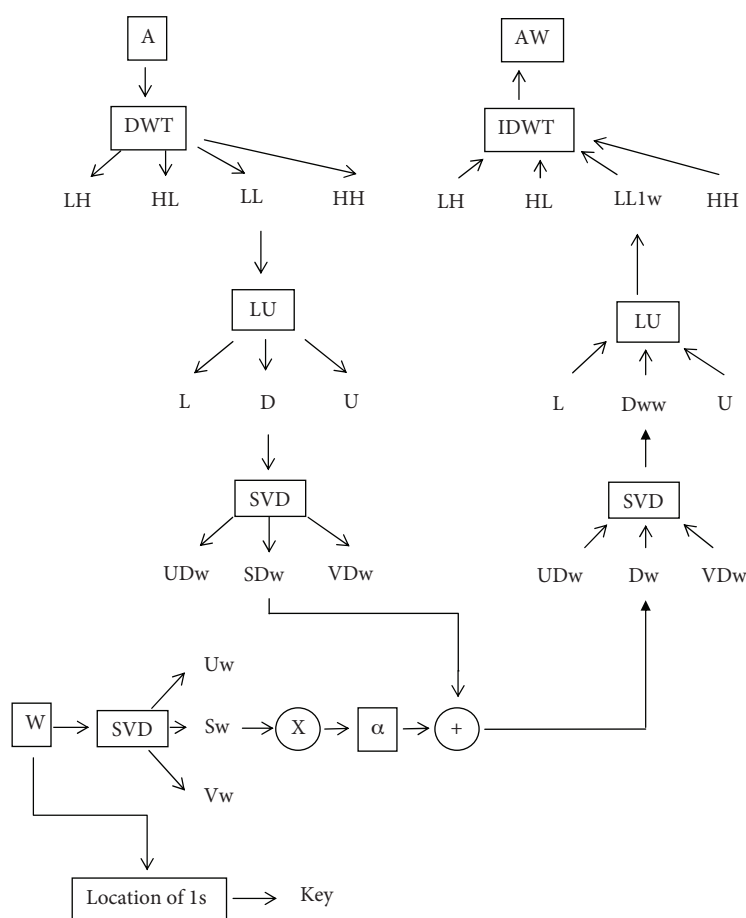 A AW
DWT IDWT
LH HL LL HH LH HL LL1w HH
LU LU
L D U L Dww U
SVD SVD
UDw SDw VDw UDw Dw VDw
Uw
W SVD Sw X α +
Vw
Location of 1s Key